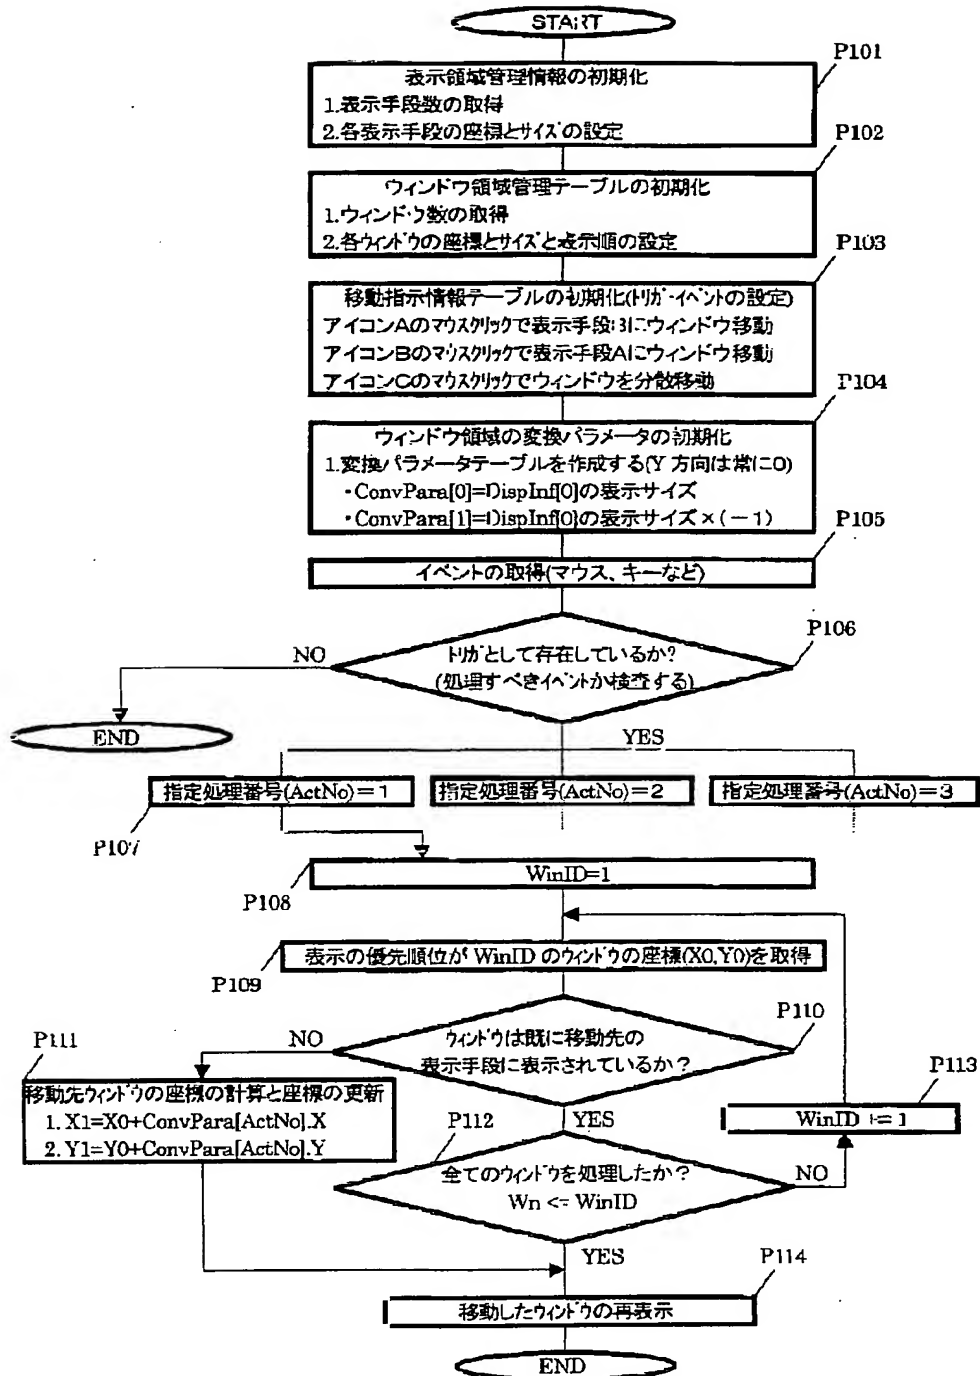 START
P101
表示領域管理情報の初期化
1.表示手段数の取得
2.各表示手段の座標とサイズの設定
P102
ウィンドウ領域管理テーブルの初期化
1.ウィンドウ数の取得
2.各ウィンドウの座標とサイズと表示順の設定
P103
移動指示情報テーブルの初期化(トリガ・イベントの設定)
アイコンAのマウスクリックで表示手段Bにウィンドウ移動
アイコンBのマウスクリックで表示手段Aにウィンドウ移動
アイコンCのマウスクリックでウィンドウを分散移動
P104
ウィンドウ領域の変換パラメータの初期化
1.変換パラメータテーブルを作成する(Y 方向は常に0)
・ConvPara[0]=DispInf[0]の表示サイズ
・ConvPara[1]=DispInf[0]の表示サイズ×(－1)
P105
イベントの取得(マウス、キーなど)
P106
トリガとして存在しているか?
(処理すべきイベントか検査する)
NO
END
YES
指定処理番号(ActNo)＝1
指定処理番号(ActNo)＝2
指定処理番号(ActNo)＝3
P107
WinID=1
P108
表示の優先順位が WinID のウィンドウの座標(X0,Y0)を取得
P109
P110
ウィンドウは既に移動先の
表示手段に表示されているか？
NO
P111
移動先ウィンドウの座標の計算と座標の更新
1. X1=X0+ConvPara[ActNo].X
2. Y1=Y0+ConvPara[ActNo].Y
YES
P112
全てのウィンドウを処理したか？
Wn <= WinID
NO
P113
WinID += 1
YES
P114
移動したウィンドウの再表示
END